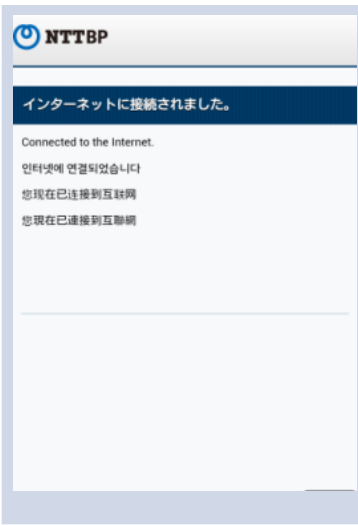 NTTBP
インターネットに接続されました。
Connected to the Internet.
인터넷에 연결되었습니다
您现在已连接到互联网
您現在已連接到互聯網